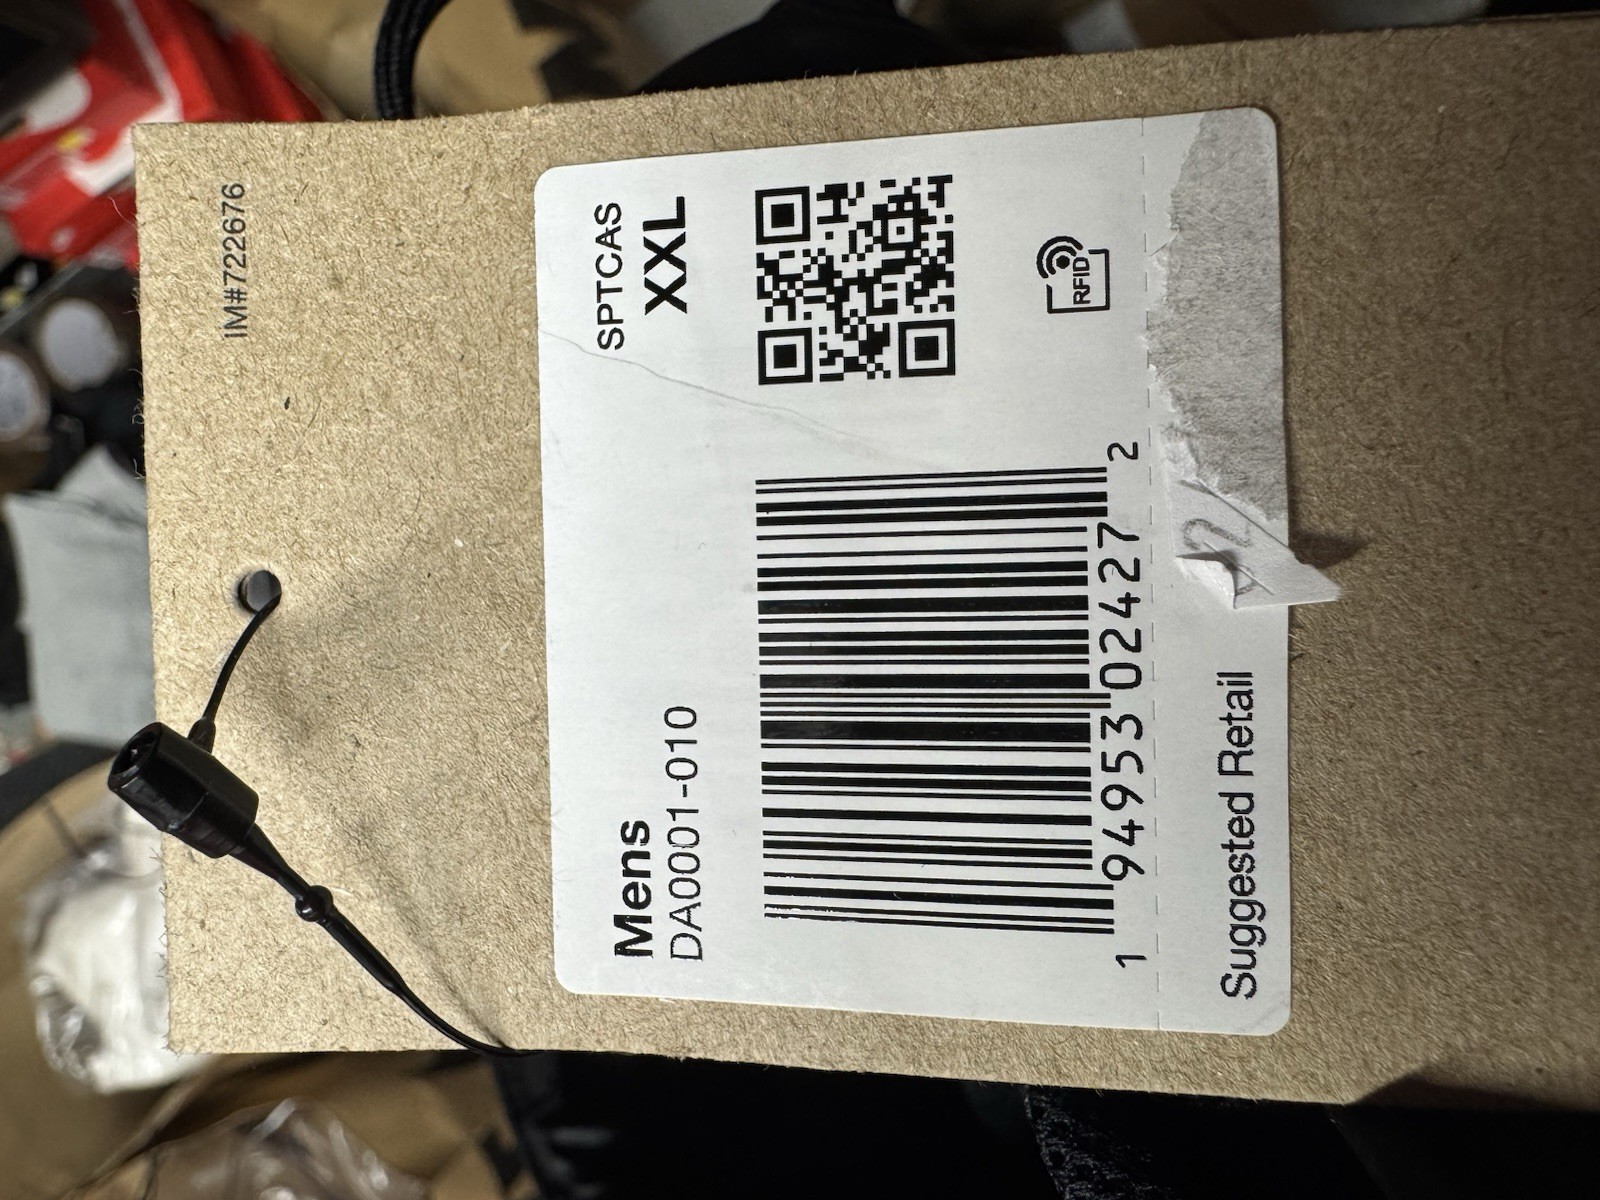 IM#722676
SPTCAS
XXL
Mens
DA0001-010
1 94953 02427 2
RFID
Suggested Retail